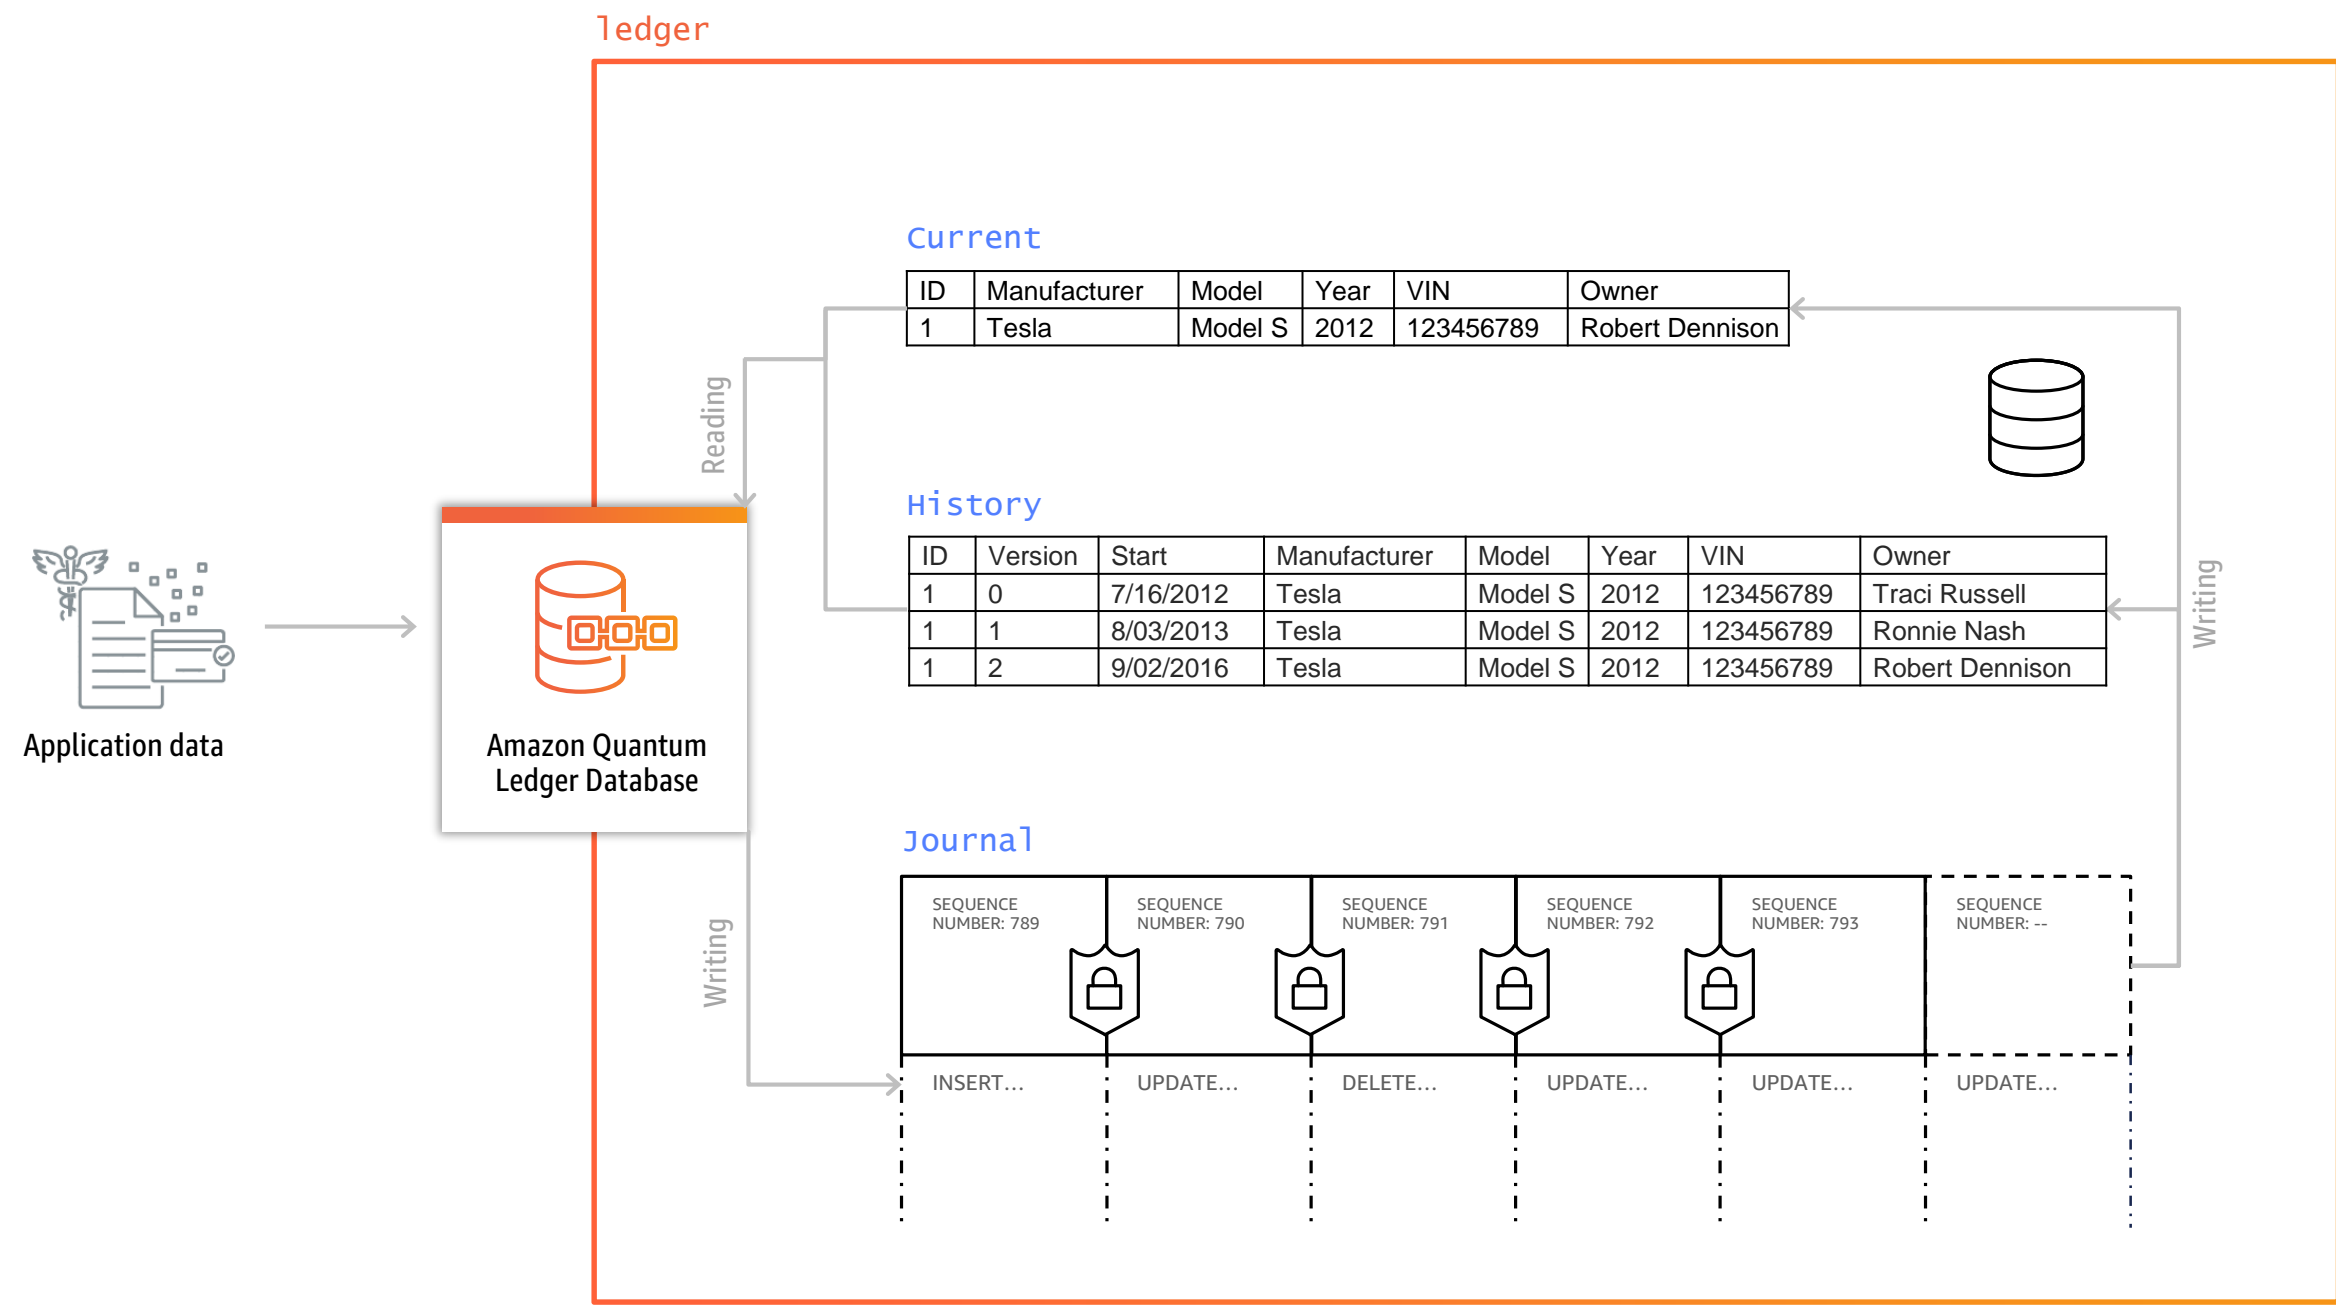 ledger
Current
ID Manufacturer Model Year VIN Owner
1 Tesla Model S 2012 123456789 Robert Dennison
Reading
History
ID Version Start Manufacturer Model Year VIN Owner
1 0 7/16/2012 Tesla Model S 2012 123456789 Traci Russell
1 1 8/03/2013 Tesla Model S 2012 123456789 Ronnie Nash
1 2 9/02/2016 Tesla Model S 2012 123456789 Robert Dennison
Writing
Application data
Amazon Quantum
Ledger Database
Journal
SEQUENCE
NUMBER: 789
SEQUENCE
NUMBER: 790
SEQUENCE
NUMBER: 791
SEQUENCE
NUMBER: 792
SEQUENCE
NUMBER: 793
SEQUENCE
NUMBER: --
Writing
INSERT...
UPDATE...
DELETE...
UPDATE...
UPDATE...
UPDATE...